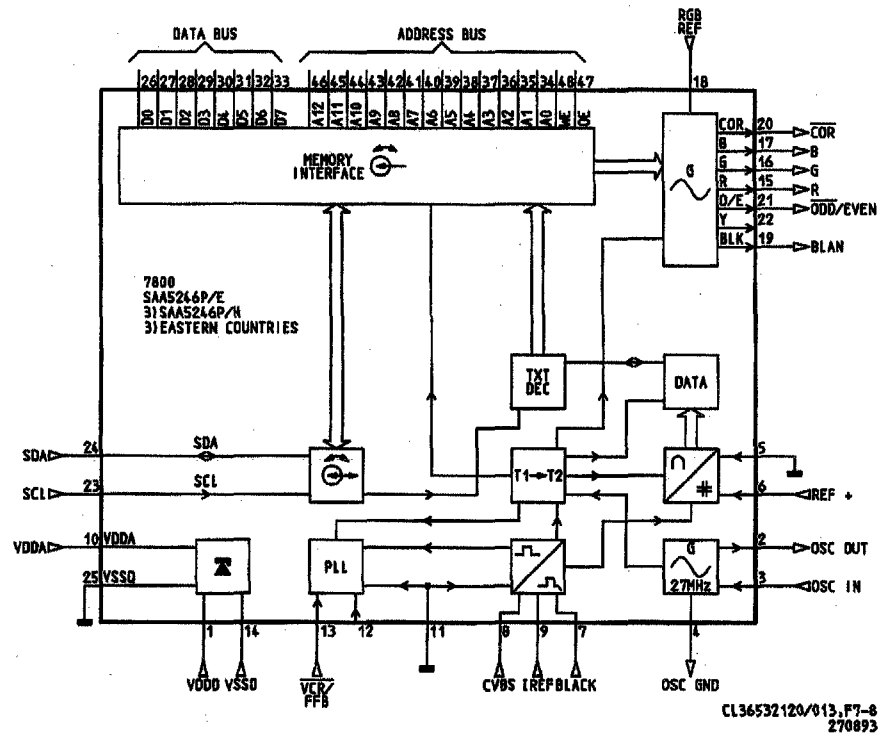 RGB
REF
DATA BUS
ADDRESS BUS
26 27 28 29 30 31 32 33
46 45 44 43 42 41 40 39 38 37 36 35 34 48 47
18
D0 D1 D2 D3 D4 D5 D6 D7
A12 A11 A10 A9 A8 A7 A6 A5 A4 A3 A2 A1 A0 WE OE
MEMORY
INTERFACE
G
COR 20 COR
B 17 B
G 16 G
R 15 R
O/E 21 ODD/EVEN
Y 22
BLK 19 BLAN
7800
SAA5246P/E
3)SAA5246P/H
3)EASTERN COUNTRIES
TXT
DEC
DATA
SDA 24 SDA
SCL 23 SCL
T1 T2
5
6 REF +
VDDA 10 VDDA
25 VSSD
PLL
G
27MHz
2 OSC OUT
3 OSC IN
1 14 13 12 11 8 9 7 4
VDDD VSSD
VCR/
FFB
CVBS IREF BLACK
OSC GND
CL36532120/013,F7-8
270893